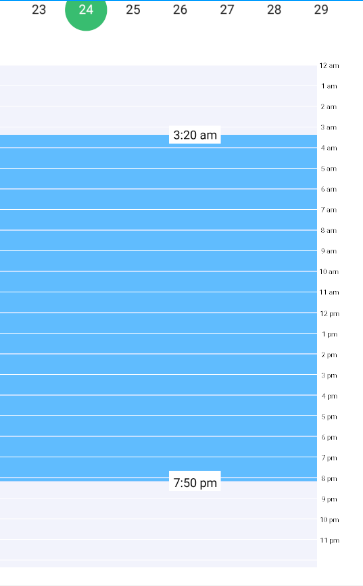 23 24 25 26 27 28 29
12 am
1 am
2 am
3 am
3:20 am
4 am
5 am
6 am
7 am
8 am
9 am
10 am
11 am
12 pm
1 pm
2 pm
3 pm
4 pm
5 pm
6 pm
7 pm
8 pm
7:50 pm
9 pm
10 pm
11 pm